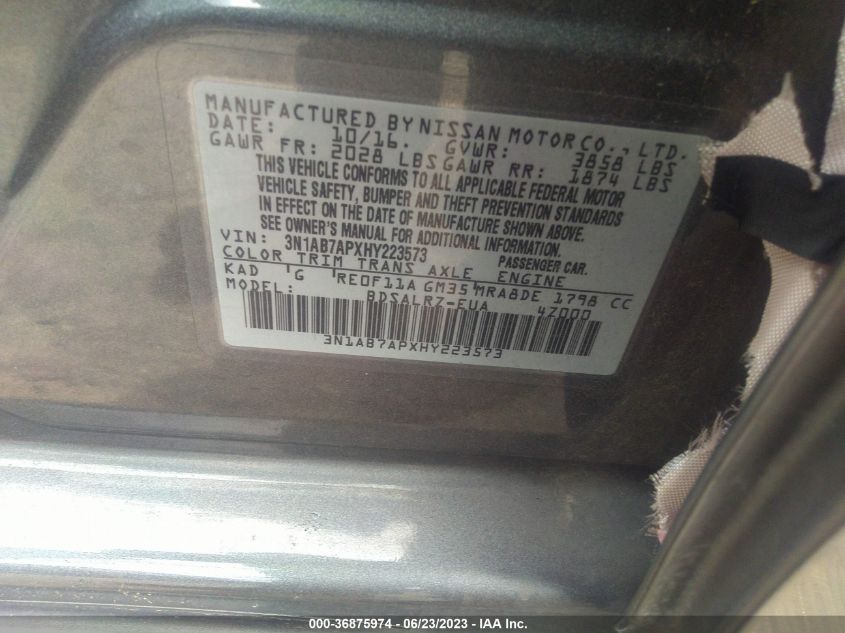 MANUFACTURED BY NISSAN MOTOR CO., LTD.
DATE: 10/16. GVWR: 3858 LBS
GAWR FR: 2028 LBS GAWR RR: 1874 LBS
THIS VEHICLE CONFORMS TO ALL APPLICABLE FEDERAL MOTOR
VEHICLE SAFETY, BUMPER AND THEFT PREVENTION STANDARDS
IN EFFECT ON THE DATE OF MANUFACTURE SHOWN ABOVE.
SEE OWNER'S MANUAL FOR ADDITIONAL INFORMATION.
VIN: 3N1AB7APXHY223573 PASSENGER CAR.
COLOR TRIM TRANS AXLE ENGINE
KAD G RE0F11A GM35 MRA8DE 1798 CC
MODEL: BDSALRZ-EUA 4Z000
3N1AB7APXHY223573
000-36875974 - 06/23/2023 - IAA Inc.